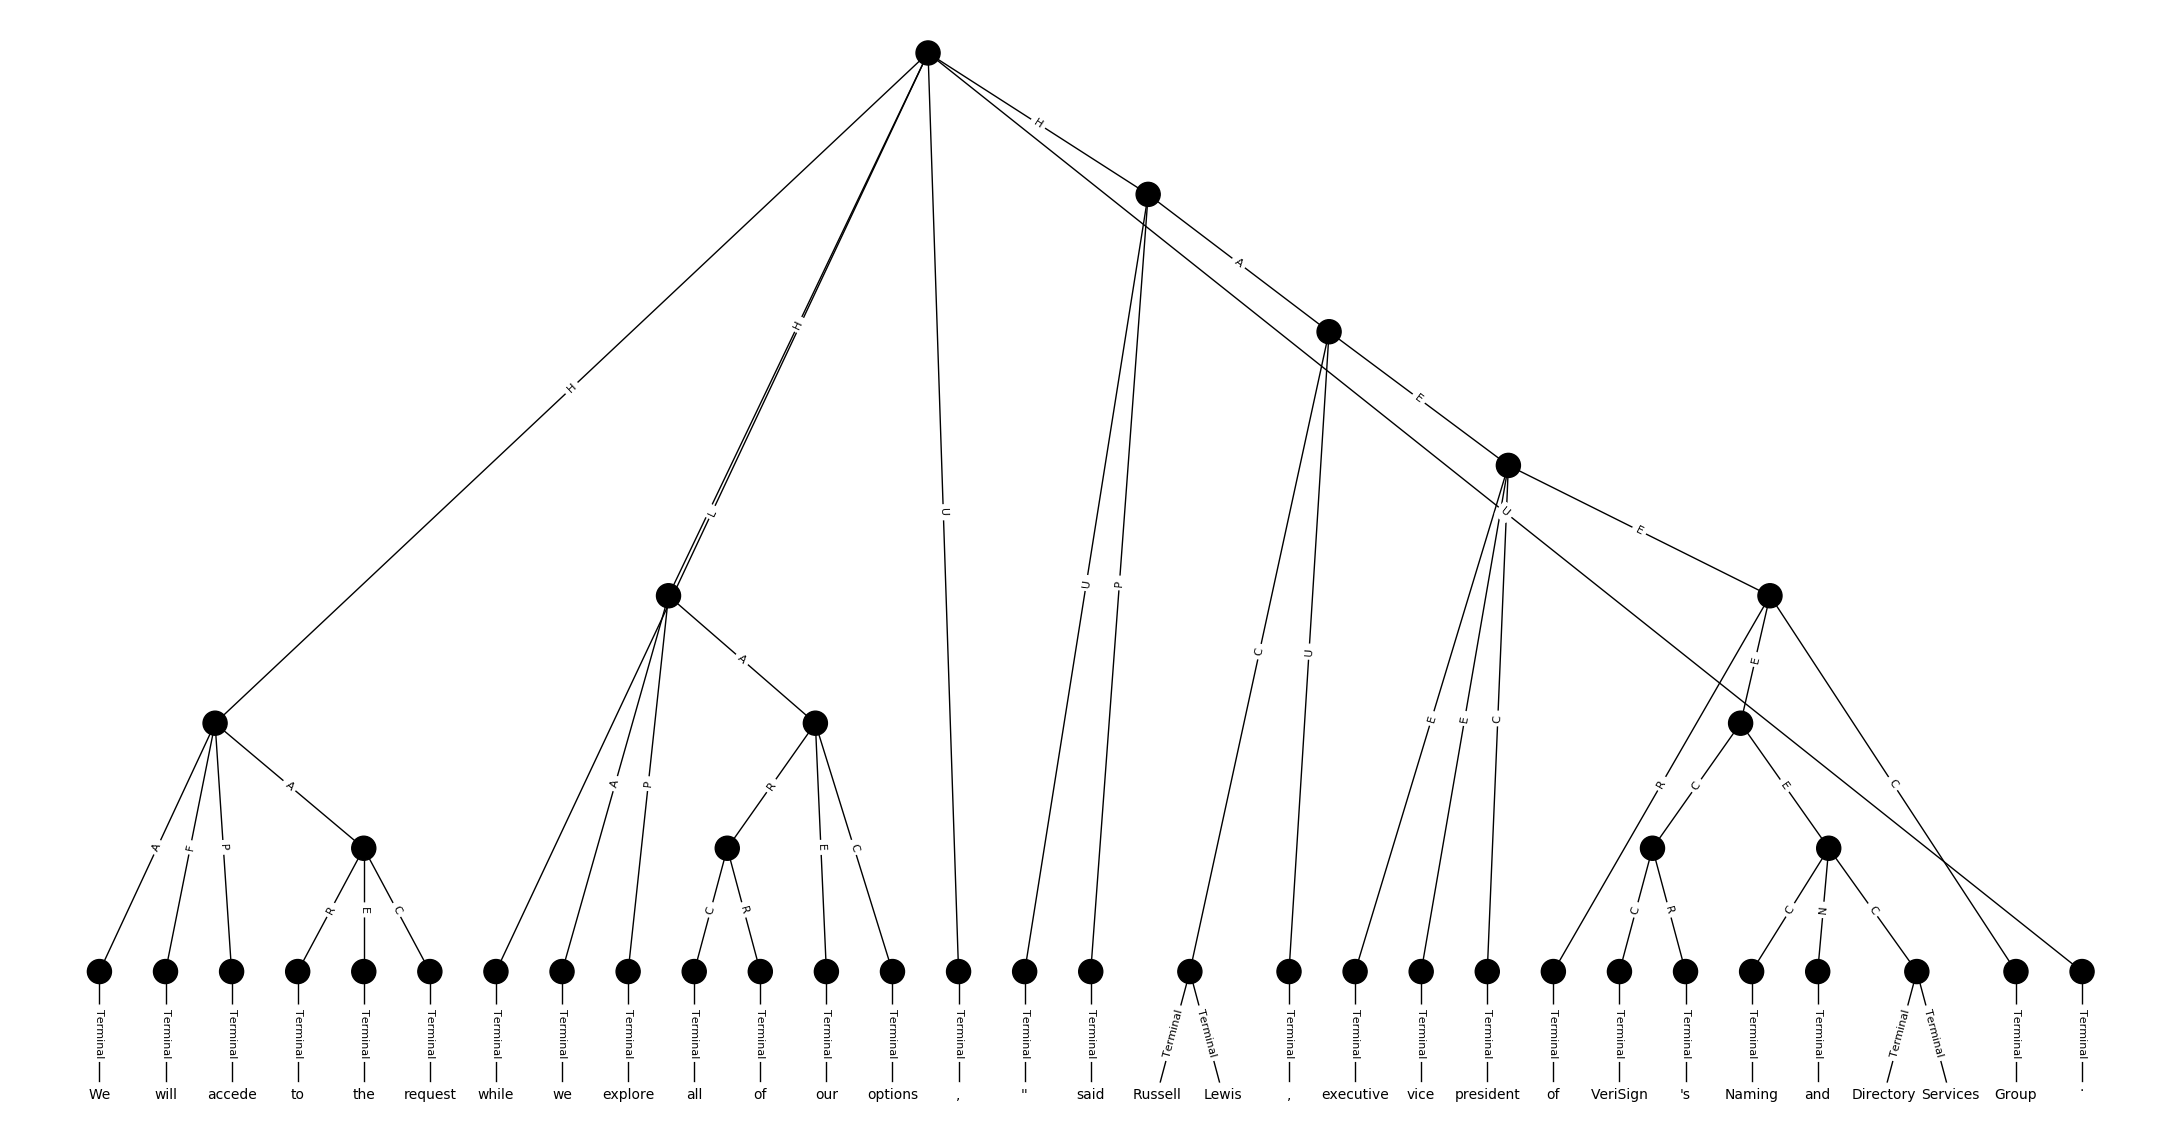 H
A
H
E
H
E
L
U
U
U
P
C
U
A
E
E
E
C
A
A
P
R
R
C
E
C
A
F
P
E
C
R
E
C
C
R
C
R
C
N
C
Terminal Terminal Terminal Terminal Terminal Terminal Terminal Terminal Terminal Terminal Terminal Terminal Terminal Terminal Terminal Terminal Terminal Terminal Terminal Terminal Terminal Terminal Terminal Terminal Terminal Terminal Terminal Terminal Terminal Terminal Terminal
We will accede to the request while we explore all of our options , " said Russell Lewis , executive vice president of VeriSign 's Naming and Directory Services Group .